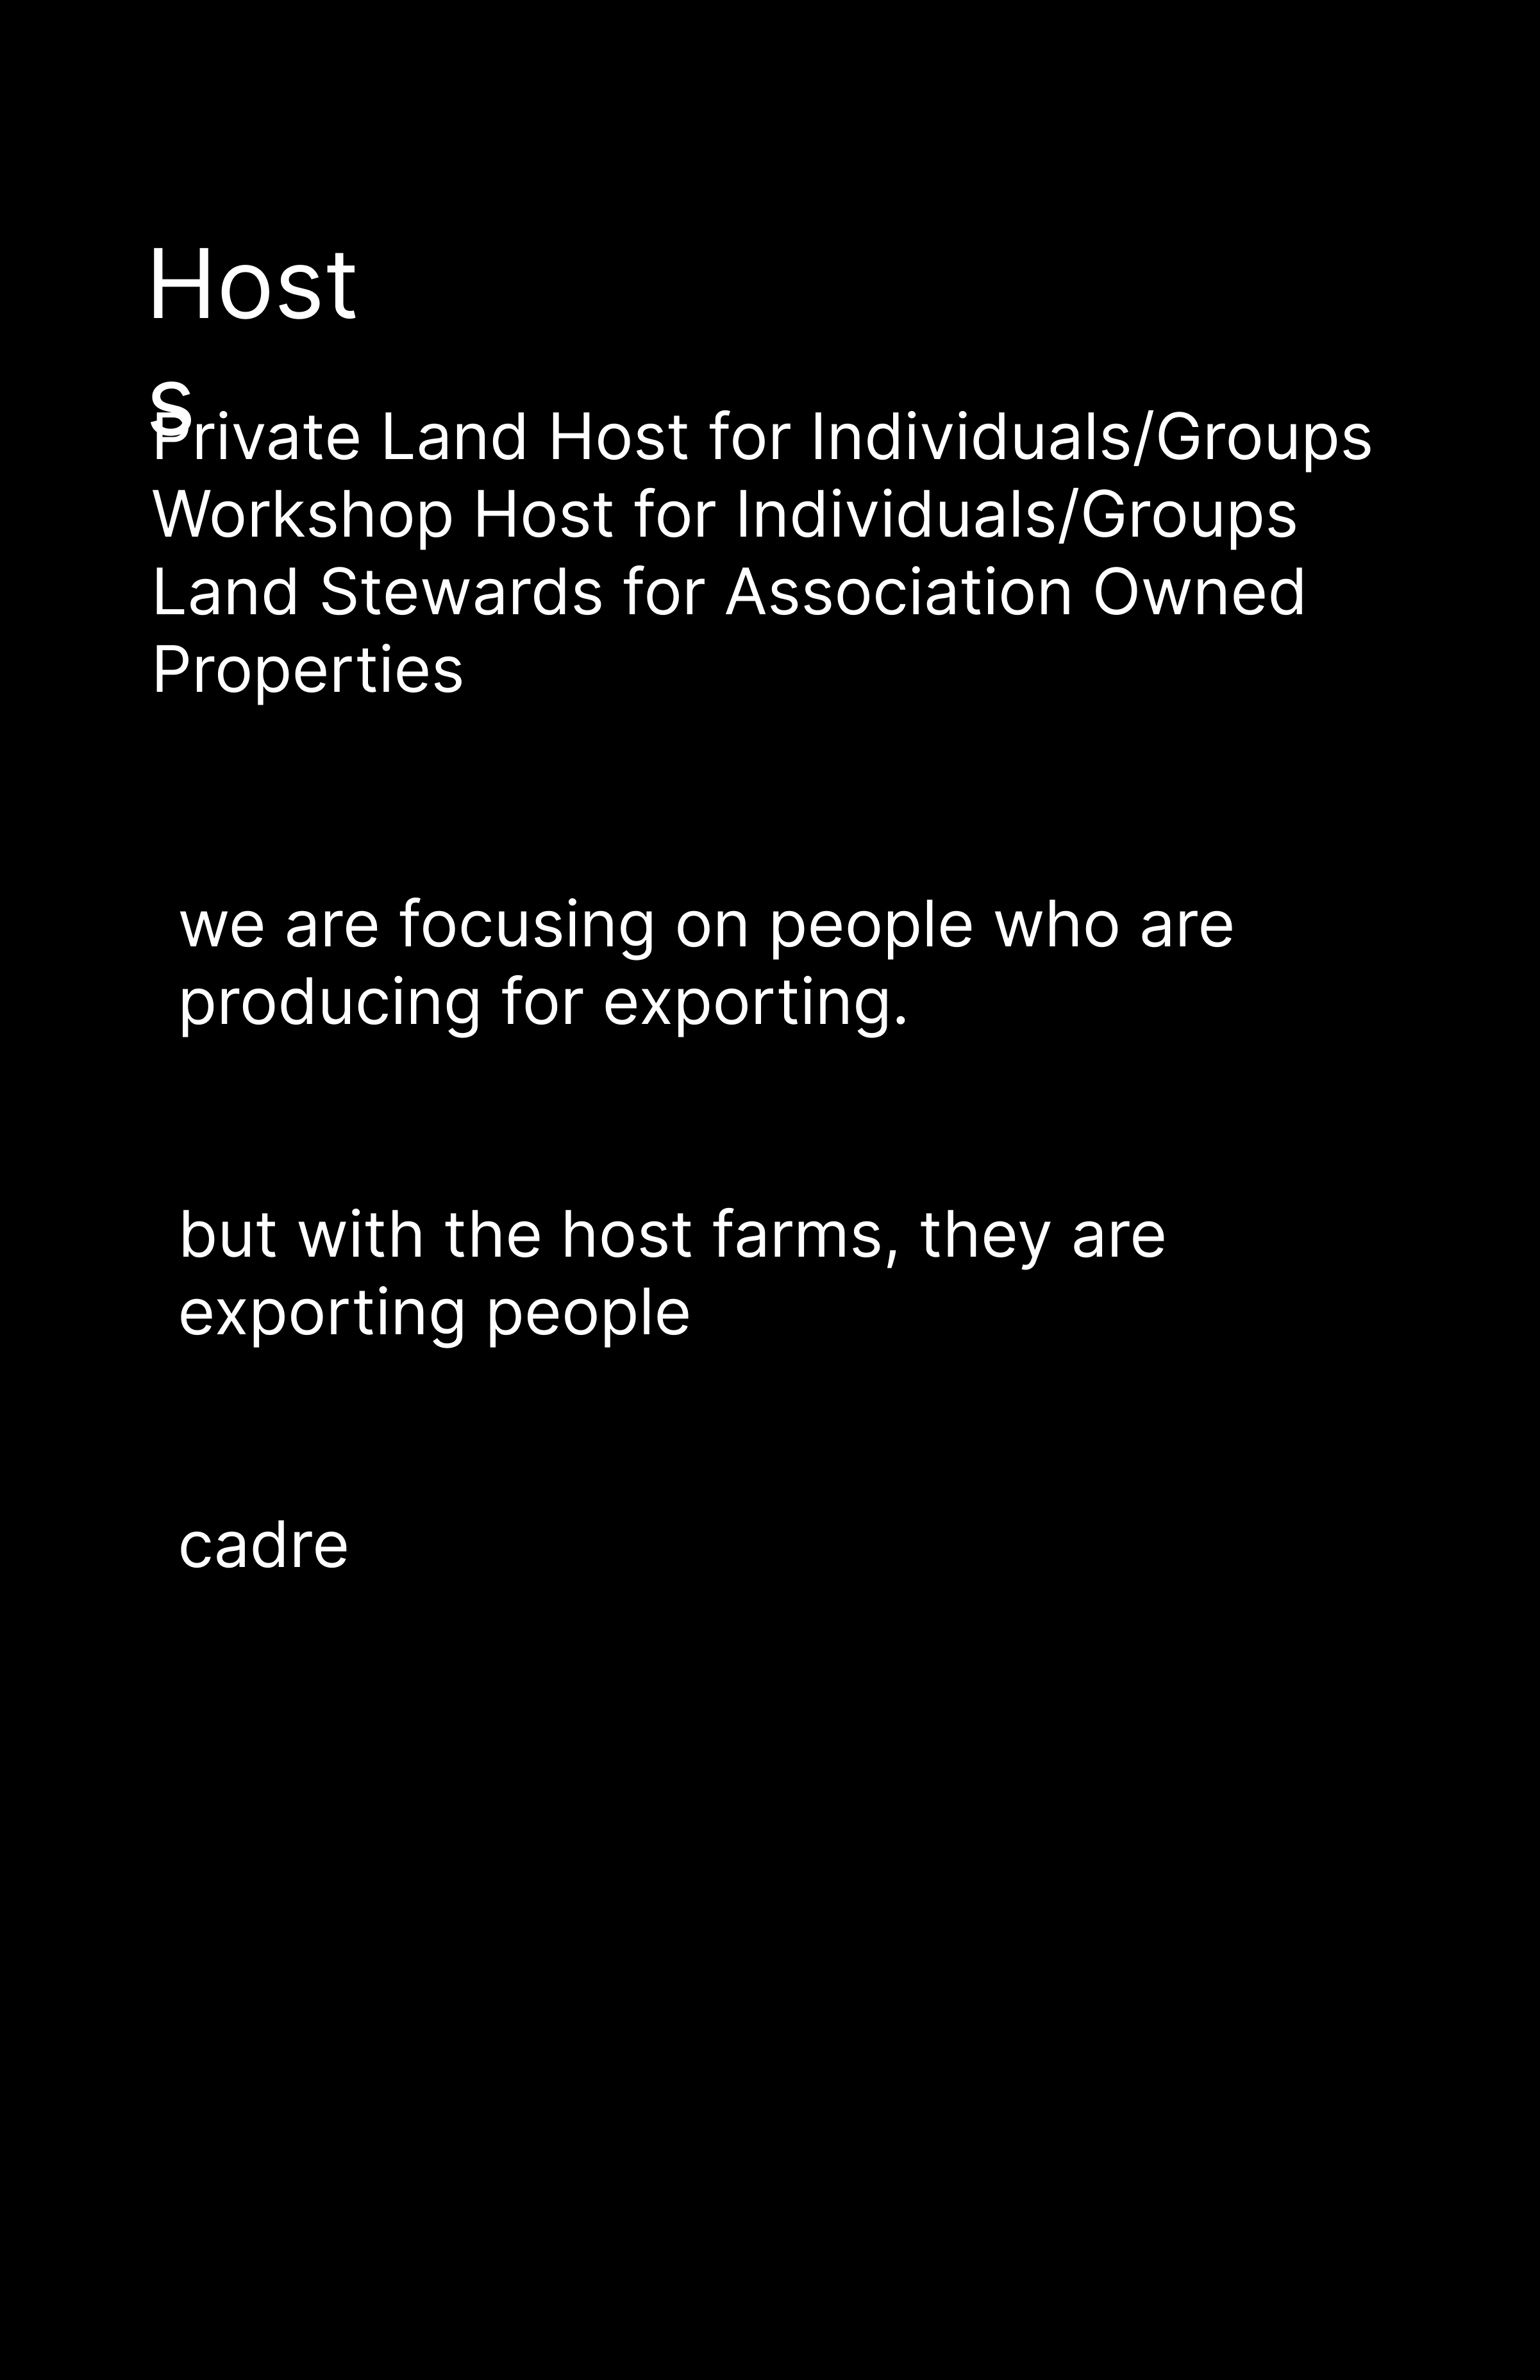 Host
s
Private Land Host for Individuals/Groups
Workshop Host for Individuals/Groups
Land Stewards for Association Owned
Properties
we are focusing on people who are
producing for exporting.
but with the host farms, they are
exporting people
cadre